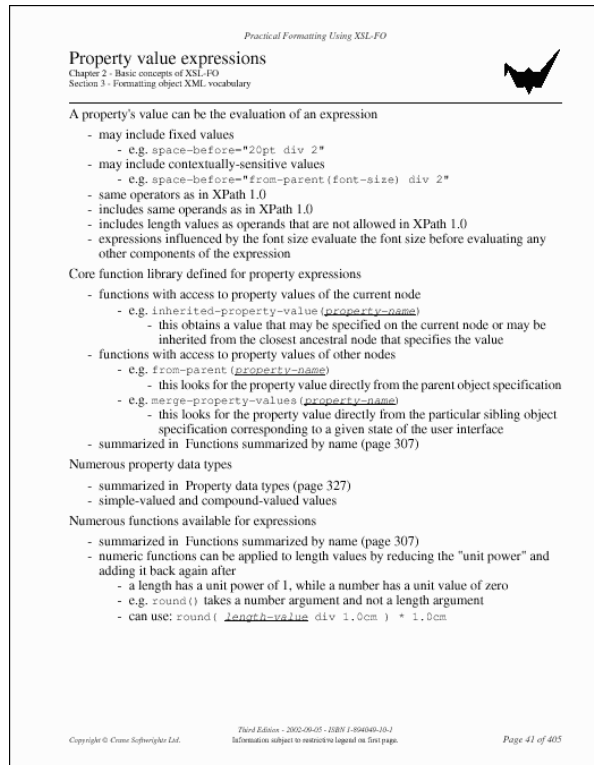 Practical Formatting Using XSL-FO
Property value expressions
Chapter 2 - Basic concepts of XSL-FO
Section 3 - Formatting object XML vocabulary
A property's value can be the evaluation of an expression
- may include fixed values
- e.g. space-before="20pt div 2"
- may include contextually-sensitive values
- e.g. space-before="from-parent(font-size) div 2"
- same operators as in XPath 1.0
- includes same operands as in XPath 1.0
- includes length values as operands that are not allowed in XPath 1.0
- expressions influenced by the font size evaluate the font size before evaluating any
other components of the expression
Core function library defined for property expressions
- functions with access to property values of the current node
- e.g. inherited-property-value(property-name)
- this obtains a value that may be specified on the current node or may be
inherited from the closest ancestral node that specifies the value
- functions with access to property values of other nodes
- e.g. from-parent(property-name)
- this looks for the property value directly from the parent object specification
- e.g. merge-property-values(property-name)
- this looks for the property value directly from the particular sibling object
specification corresponding to a given state of the user interface
- summarized in Functions summarized by name (page 307)
Numerous property data types
- summarized in Property data types (page 327)
- simple-valued and compound-valued values
Numerous functions available for expressions
- summarized in Functions summarized by name (page 307)
- numeric functions can be applied to length values by reducing the "unit power" and
adding it back again after
- a length has a unit power of 1, while a number has a unit value of zero
- e.g. round() takes a number argument and not a length argument
- can use: round( length-value div 1.0cm ) * 1.0cm
Third Edition - 2002-09-05 - ISBN 1-894049-10-1
Copyright © Crane Softwrights Ltd.
Information subject to restrictive legend on first page.
Page 41 of 405